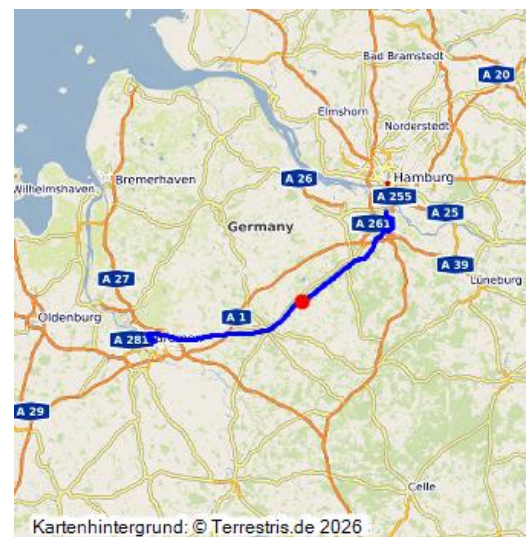 Bad Bramstedt
A 20
Elmshorn
Norderstedt
Wilhelmshaven
Bremerhaven
A 26
Hamburg
A 255
A 25
Germany
A 261
A 27
A 39
Lüneburg
Oldenburg
A 1
A 281
A 29
Celle
Kartenhintergrund: © Terrestris.de 2026